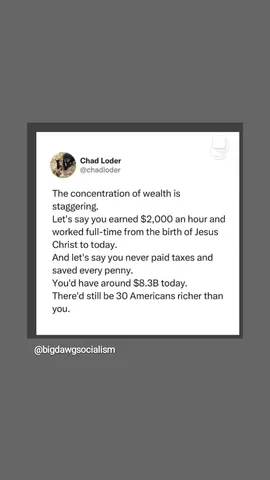 Chad Loder
@chadloder
The concentration of wealth is
staggering.
Let's say you earned $2,000 an hour and
worked full-time from the birth of Jesus
Christ to today.
And let's say you never paid taxes and
saved every penny.
You'd have around $8.3B today.
There'd still be 30 Americans richer than
you.
@bigdawgsocialism